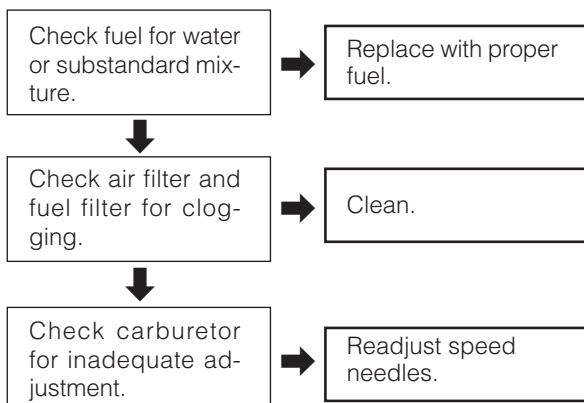 Check fuel for water
or substandard mix-
ture.
Replace with proper
fuel.
Check air filter and
fuel filter for clog-
ging.
Clean.
Check carburetor
for inadequate ad-
justment.
Readjust speed
needles.